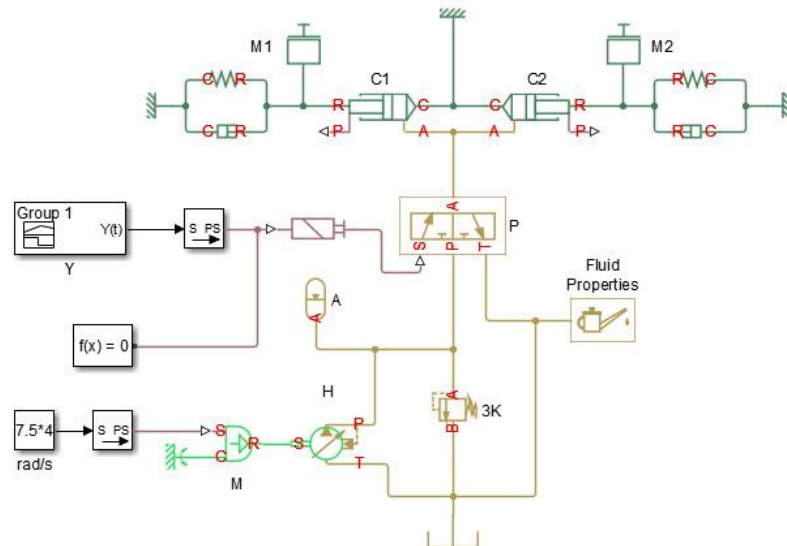 M1
M2
C1
C2
C R
R C
R C
C R
C R
R C
P A A P
Group 1
Y(t)
S PS
Y
A
S P T
P
Fluid
Properties
A
A
f(x) = 0
H
A
3K
B
P
7.5*4
S PS
S
R
S
C
T
rad/s
M